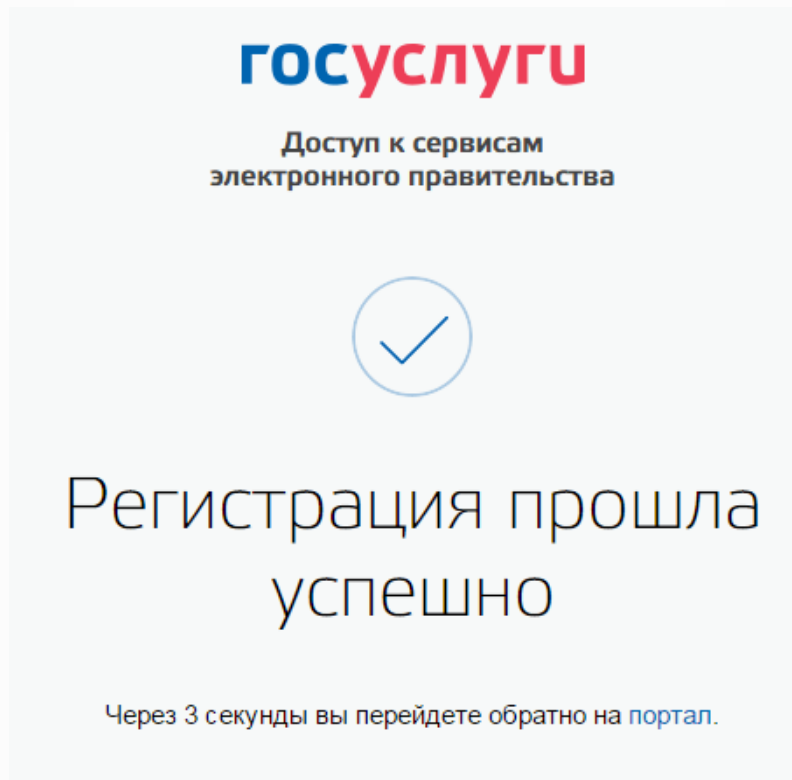 госуслуги
Доступ к сервисам
электронного правительства
Регистрация прошла
успешно
Через 3 секунды вы перейдете обратно на портал.